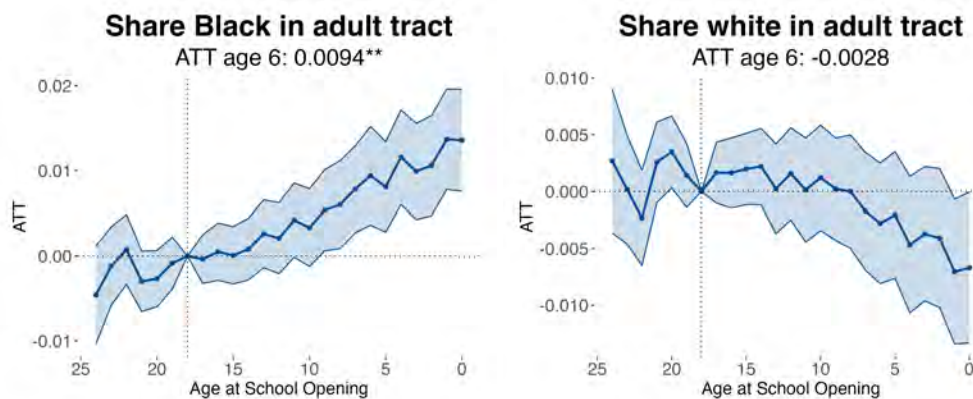 Share Black in adult tract
ATT age 6: 0.0094**
0.02
0.01
0.00
-0.01
ATT
25 20 15 10 5 0
Age at School Opening
Share white in adult tract
ATT age 6: -0.0028
0.010
0.005
0.000
-0.005
-0.010
ATT
25 20 15 10 5 0
Age at School Opening